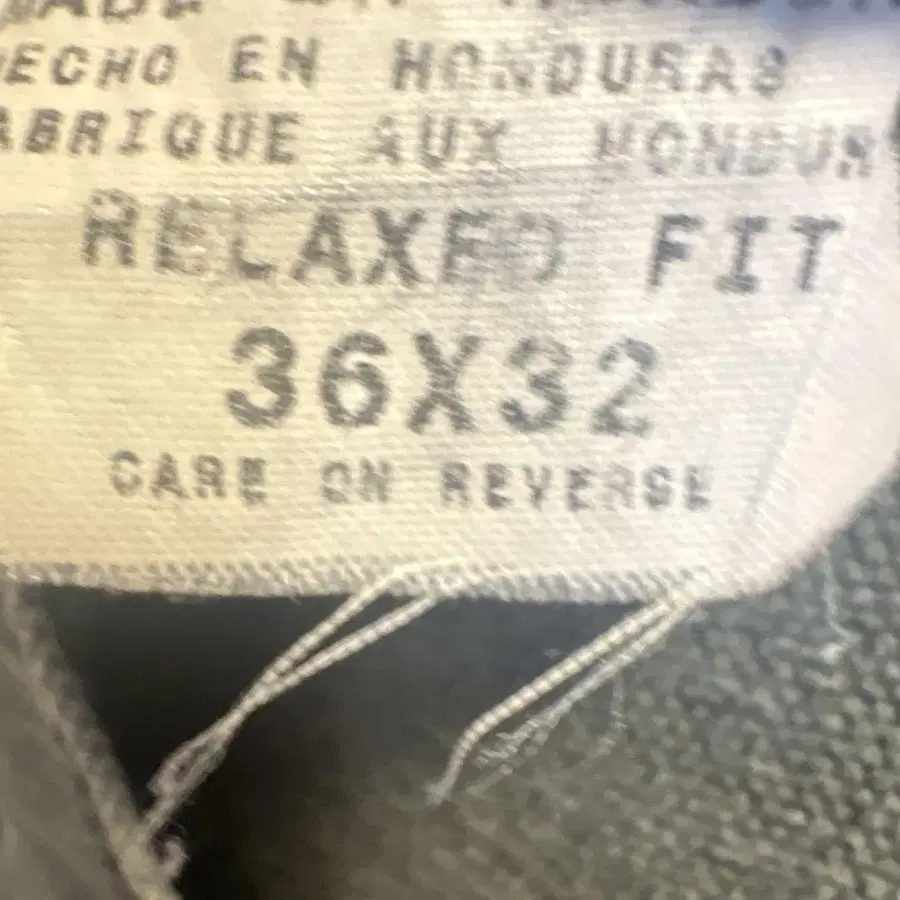 HECHO EN HONDURAS
RELAXED FIT
36X32
CARE ON REVERSE